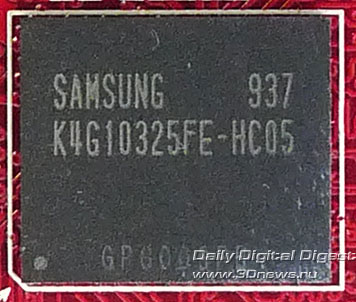 SAMSUNG 937
K4G10325FE-HC05
Daily Digital Digest
www.3Dnews.ru